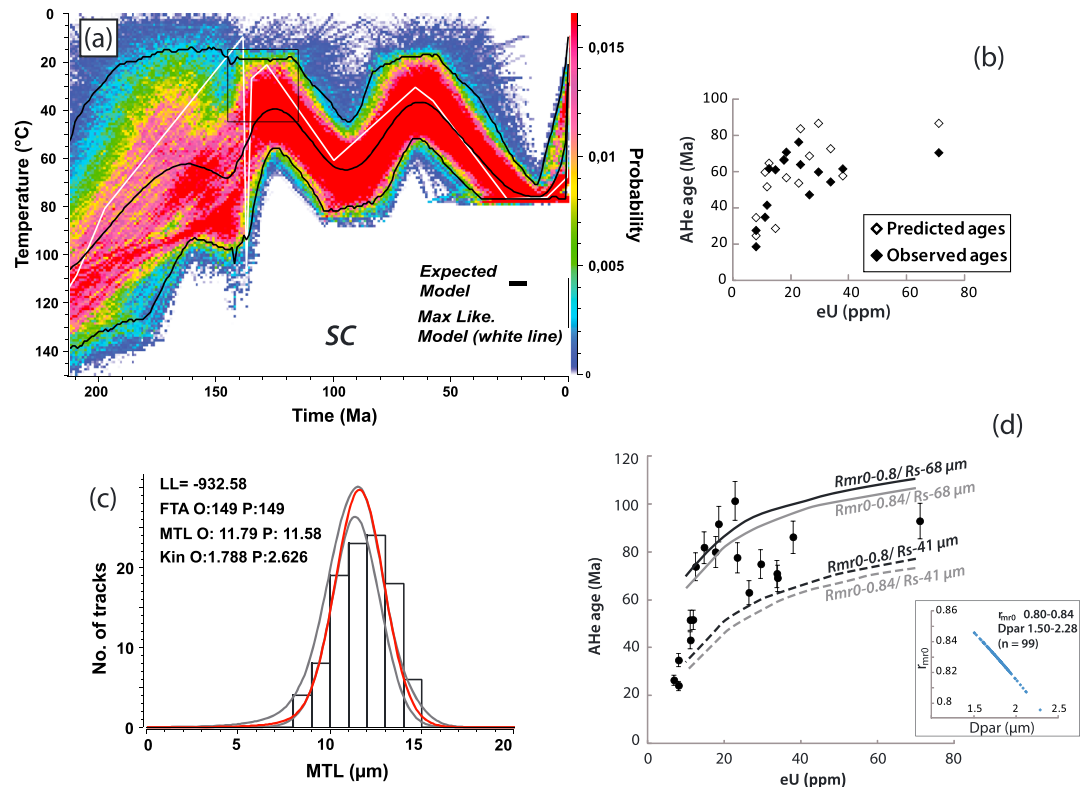 (a)
0
20
40
60
80
100
120
140
Temperature (°C)
200
150
100
50
0
Time (Ma)
Expected
Model
Max Like.
Model (white line)
SC
0,015
0,010
0,005
0
Probability
(b)
100
80
60
40
20
0
AHe age (Ma)
0
20
40
60
80
eU (ppm)
Predicted ages
Observed ages
(c)
LL= -932.58
FTA O:149 P:149
MTL O: 11.79 P: 11.58
Kin O:1.788 P:2.626
20
10
0
No. of tracks
0
5
10
15
20
MTL (µm)
(d)
120
100
80
60
40
20
0
AHe age (Ma)
0
20
40
60
80
eU (ppm)
Rmr0-0.8/ Rs-68 µm
Rmr0-0.84/ Rs-68 µm
Rmr0-0.8/ Rs-41 µm
Rmr0-0.84/ Rs-41 µm
0.86
0.84
0.82
0.8
rmr0
rmr0 0.80-0.84
Dpar 1.50-2.28
(n = 99)
1.5
2
2.5
Dpar (µm)